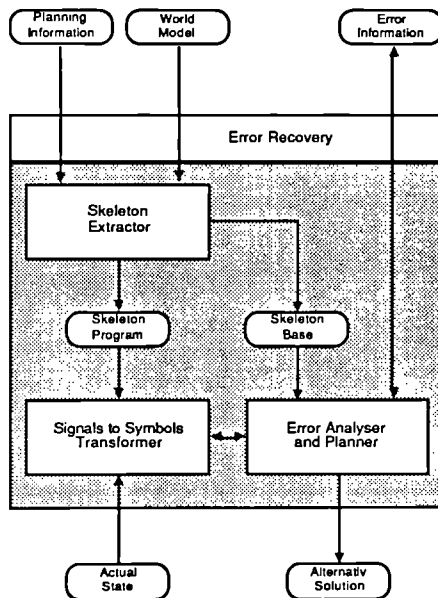 Planning
Information
World
Model
Error
Information
Error Recovery
Skeleton
Extractor
Skeleton
Program
Skeleton
Base
Signals to Symbols
Transformer
Error Analyser
and Planner
Actual
State
Alternativ
Solution